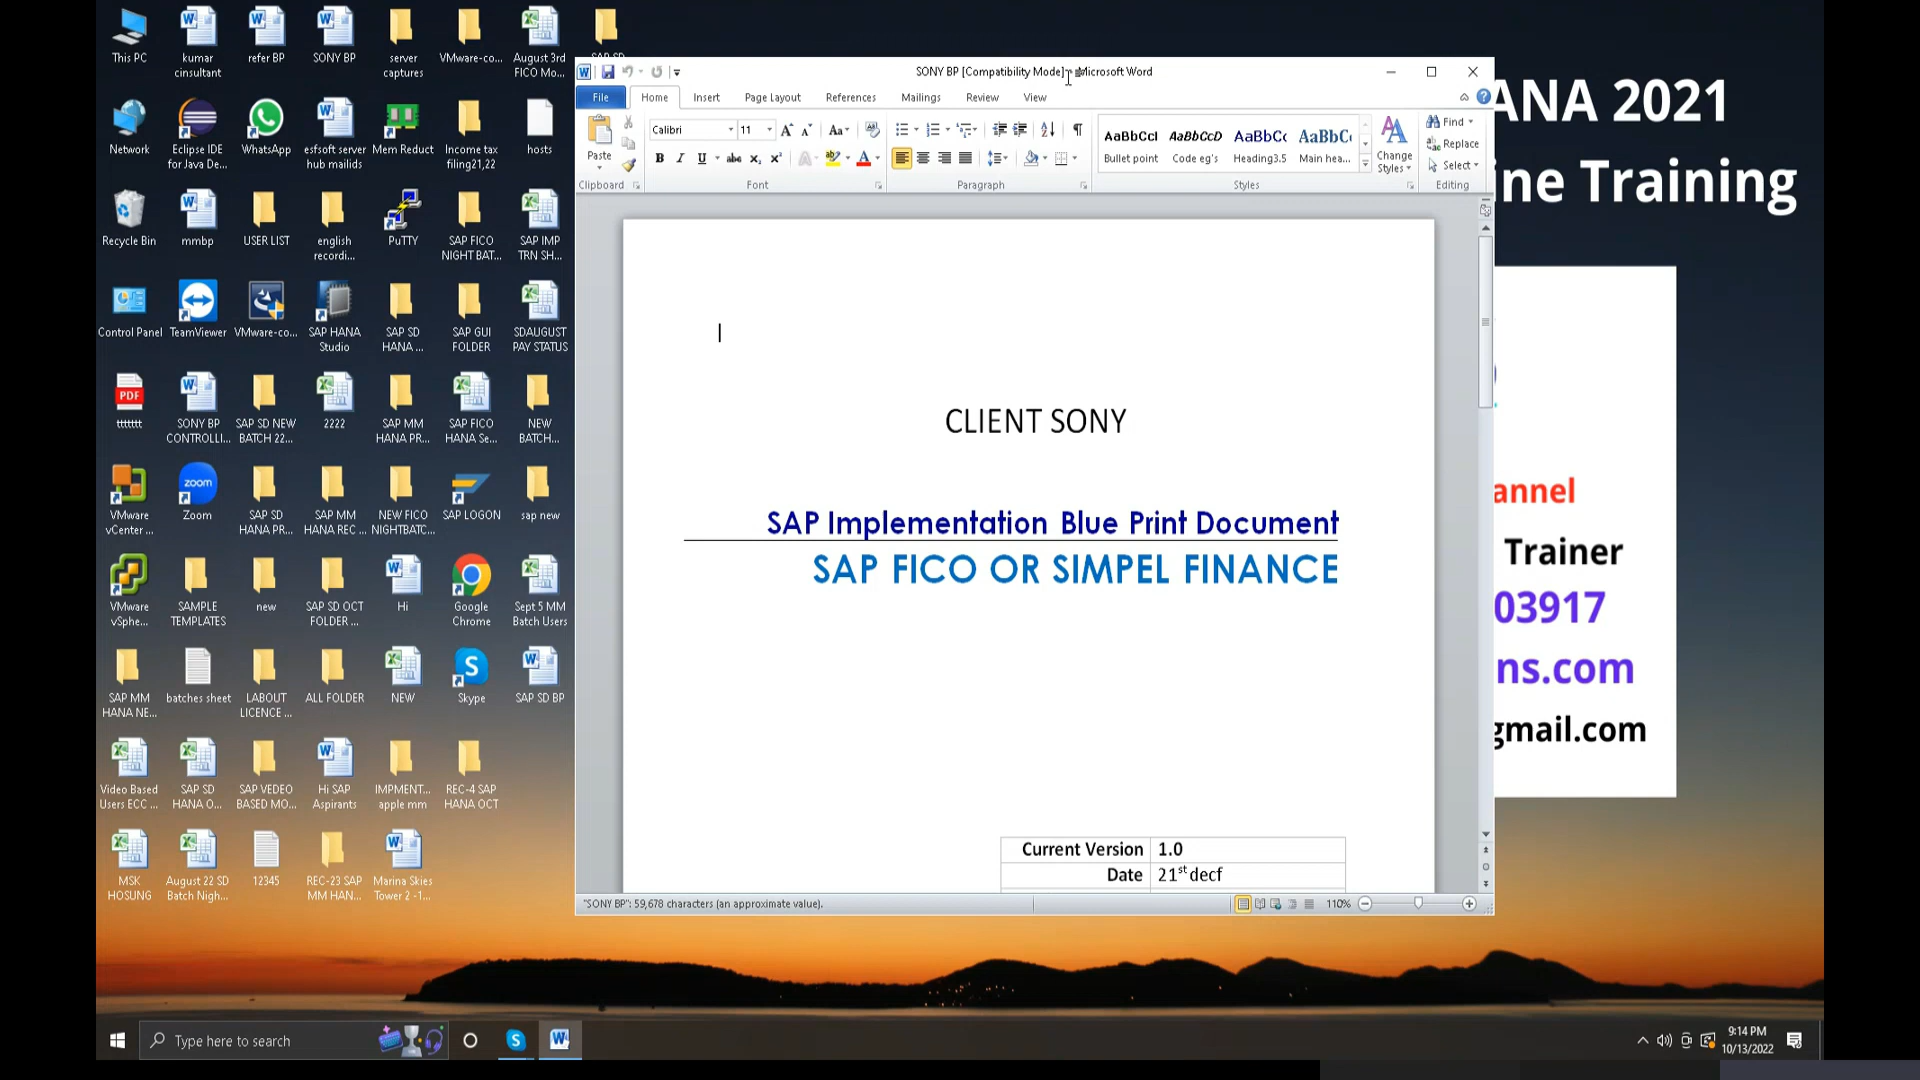 This PC
kumar
cinsultant
refer BP
SONY BP
server
captures
VMware-co...
August 3rd
FICO Mo...
SAP SD
Network
Eclipse IDE
for Java De...
WhatsApp
esfsoft server
hub mailids
Mem Reduct
Income tax
filing21,22
hosts
Recycle Bin
mmbp
USER LIST
english
recordi...
PuTTY
SAP FICO
NIGHT BAT...
SAP IMP
TRN SH...
Control Panel
TeamViewer
VMware-co...
SAP HANA
Studio
SAP SD
HANA ...
SAP GUI
FOLDER
SDAUGUST
PAY STATUS
PDF
ttttttt
SONY BP
CONTROLLI...
SAP SD NEW
BATCH 22...
2222
SAP MM
HANA PR...
SAP FICO
HANA Se...
NEW
BATCH...
VMware
vCenter ...
zoom
Zoom
SAP SD
HANA PR...
SAP MM
HANA REC ...
NEW FICO
NIGHTBATC...
SAP LOGON
sap new
VMware
vSphe...
SAMPLE
TEMPLATES
new
SAP SD OCT
FOLDER ...
Hi
Google
Chrome
Sept 5 MM
Batch Users
SAP MM
HANA NE...
batches sheet
LABOUT
LICENCE ...
ALL FOLDER
NEW
Skype
SAP SD BP
Video Based
Users ECC ...
SAP SD
HANA O...
SAP VEDEO
BASED MO...
Hi SAP
Aspirants
IMPMENT...
apple mm
REC-4 SAP
HANA OCT
MSK
HOSUNG
August 22 SD
Batch Nigh...
12345
REC-23 SAP
MM HAN...
Marina Skies
Tower 2 -1...
SONY BP [Compatibility Mode] - Microsoft Word
File
Home
Insert
Page Layout
References
Mailings
Review
View
Paste
Clipboard
Calibri
11
Font
Paragraph
AaBbCcI
AaBbCcD
AaBbCc
AaBbC
Bullet point
Code eg's
Heading3.5
Main hea...
Change
Styles
Styles
Find
Replace
Select
Editing
CLIENT SONY
SAP Implementation Blue Print Document
SAP FICO OR SIMPEL FINANCE
Current Version 1.0
Date 21st decf
"SONY BP": 59,678 characters (an approximate value).
110%
ANA 2021
ine Training
annel
Trainer
03917
ns.com
gmail.com
Type here to search
9:14 PM
10/13/2022